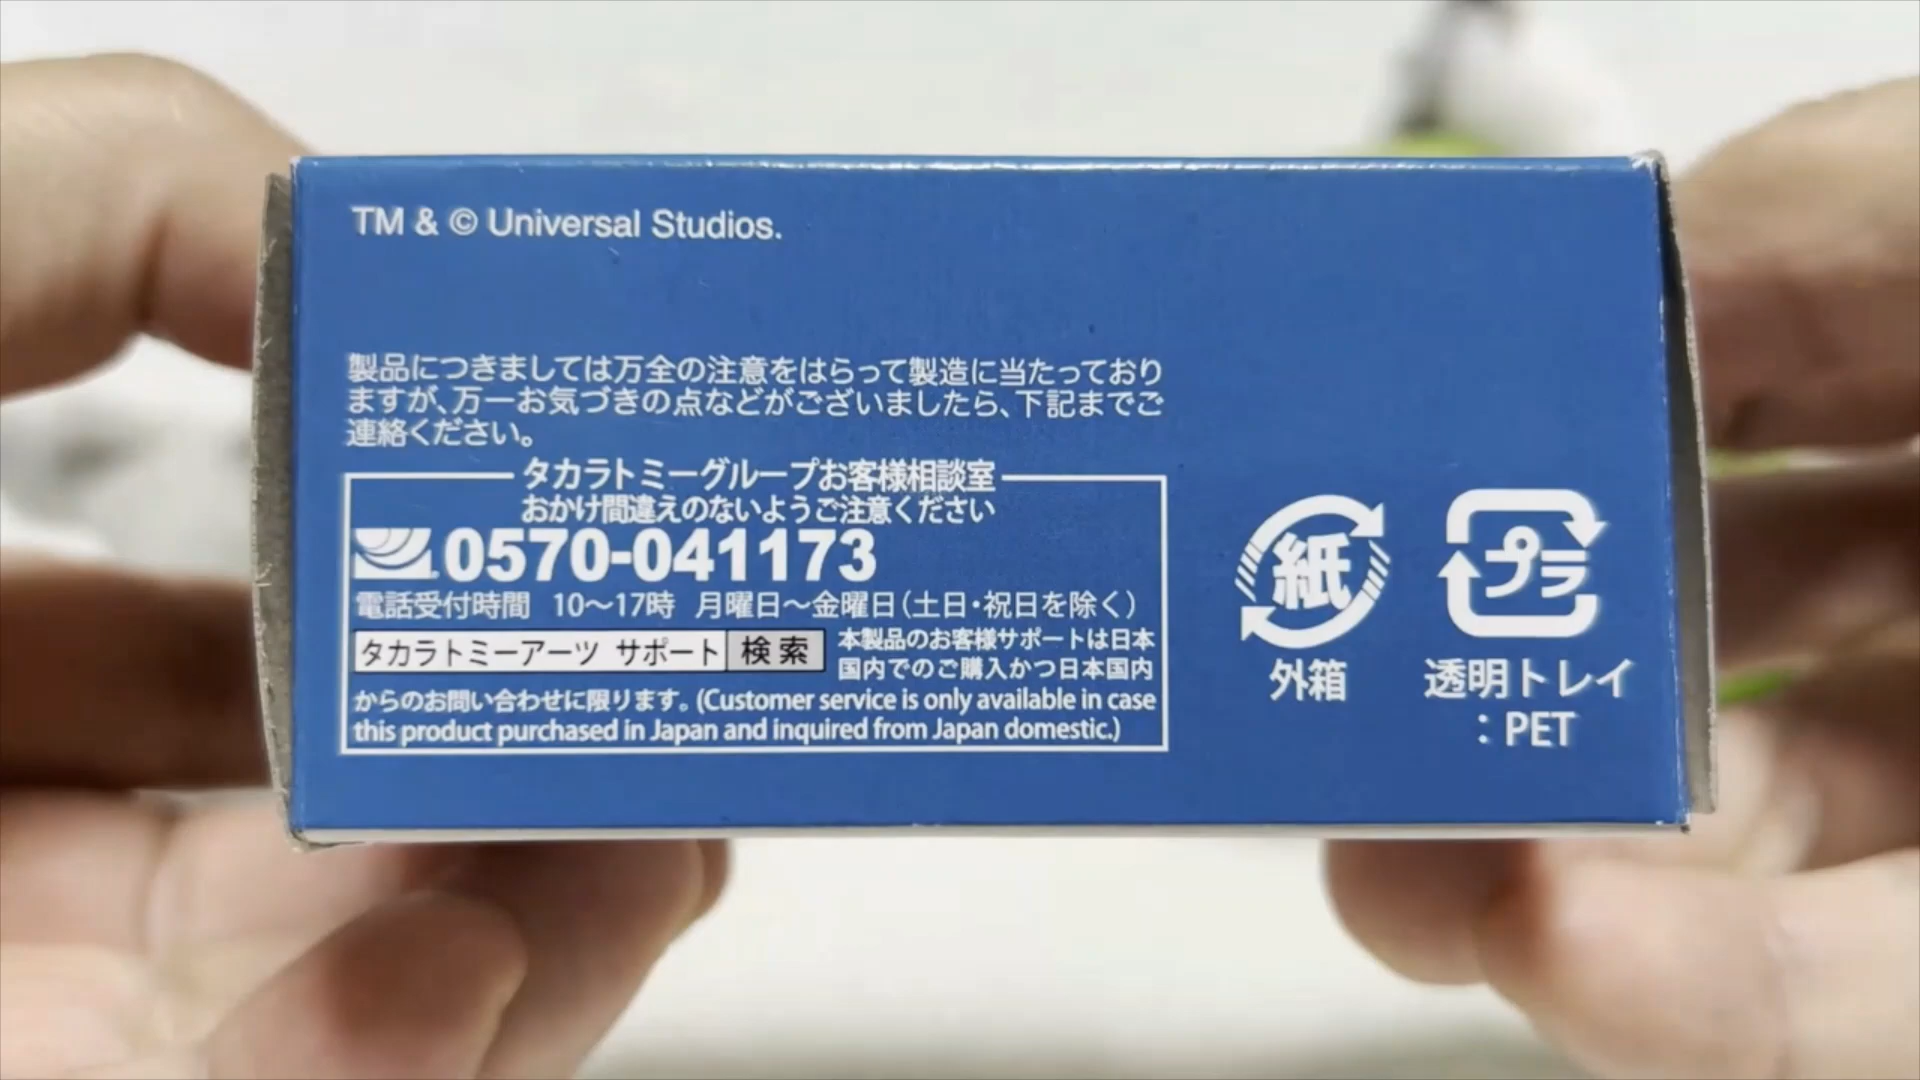 TM & © Universal Studios.
製品につきましては万全の注意をはらって製造に当たっており
ますが、万一お気づきの点などがございましたら、下記までご
連絡ください。
タカラトミーグループお客様相談室
おかけ間違えのないようご注意ください
0570-041173
電話受付時間 10〜17時 月曜日〜金曜日(土日・祝日を除く)
タカラトミーアーツ サポート 検索
本製品のお客様サポートは日本
国内でのご購入かつ日本国内
からのお問い合わせに限ります。(Customer service is only available in case
this product purchased in Japan and inquired from Japan domestic.)
紙
外箱
プラ
透明トレイ
:PET